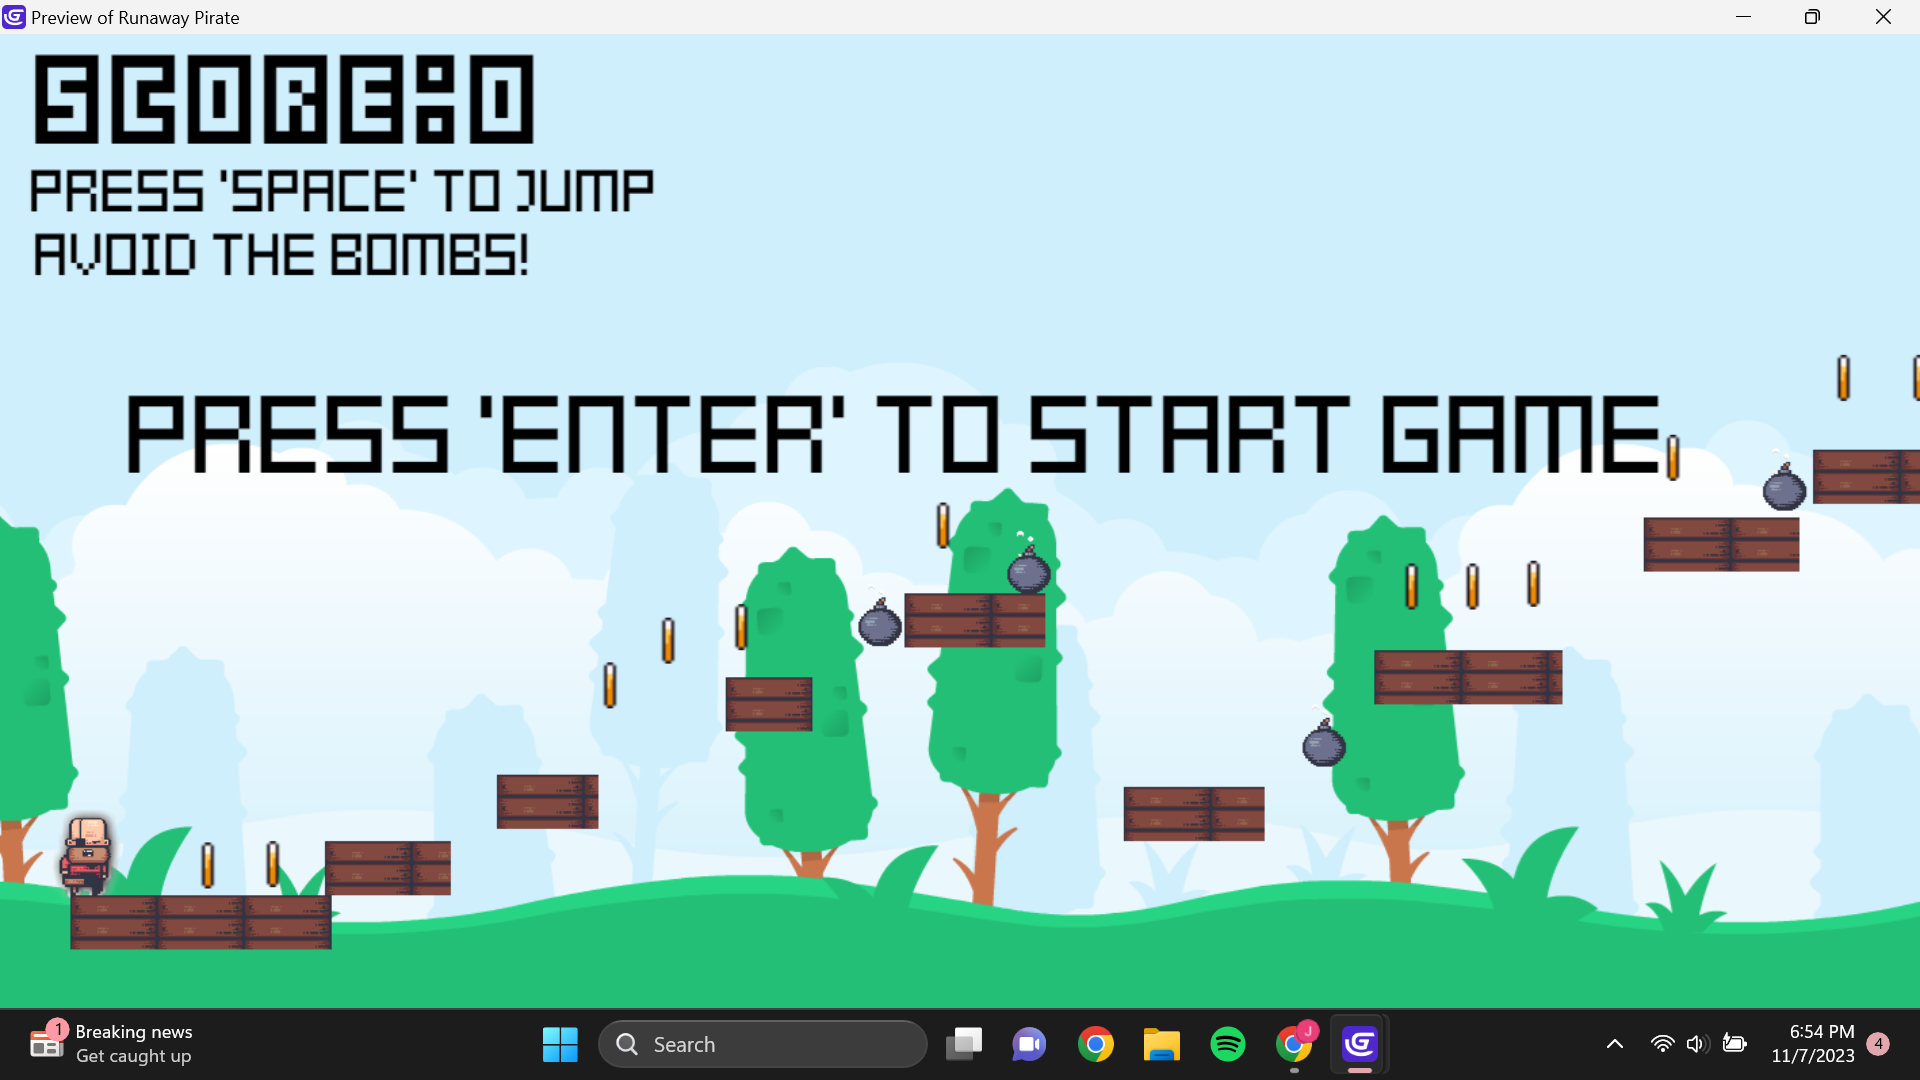 Preview of Runaway Pirate
SCORE:0
PRESS 'SPACE' TO JUMP
AVOID THE BOMBS!
PRESS 'ENTER' TO START GAME
1
Breaking news
Get caught up
Search
J
6:54 PM
11/7/2023
4